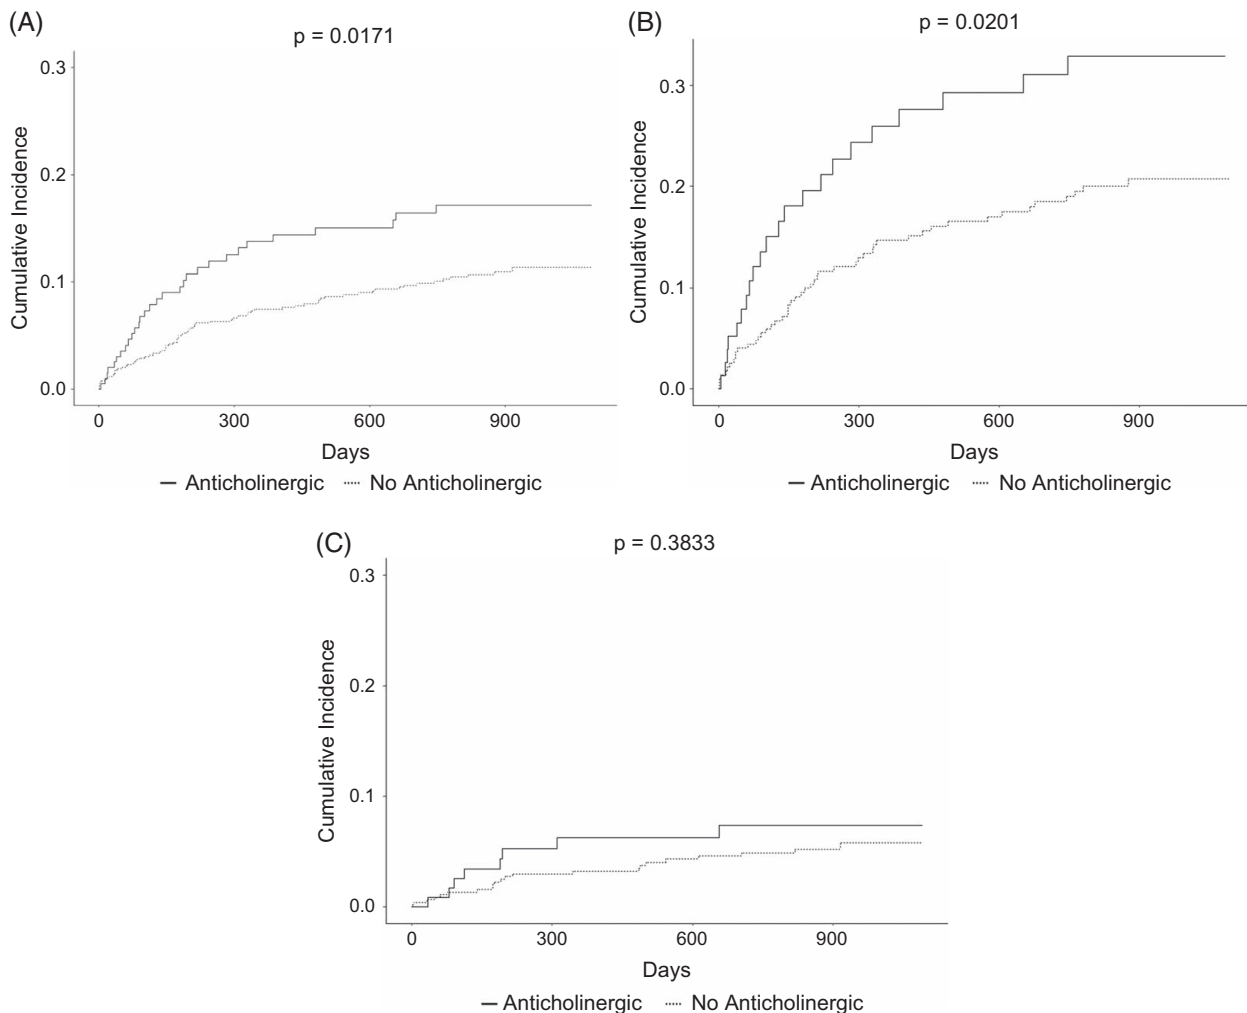 (A)
p = 0.0171
0.3
0.2
0.1
0.0
Cumulative Incidence
0 300 600 900
Days
Anticholinergic No Anticholinergic
(B)
p = 0.0201
0.3
0.2
0.1
0.0
Cumulative Incidence
0 300 600 900
Days
Anticholinergic No Anticholinergic
(C)
p = 0.3833
0.3
0.2
0.1
0.0
Cumulative Incidence
0 300 600 900
Days
Anticholinergic No Anticholinergic